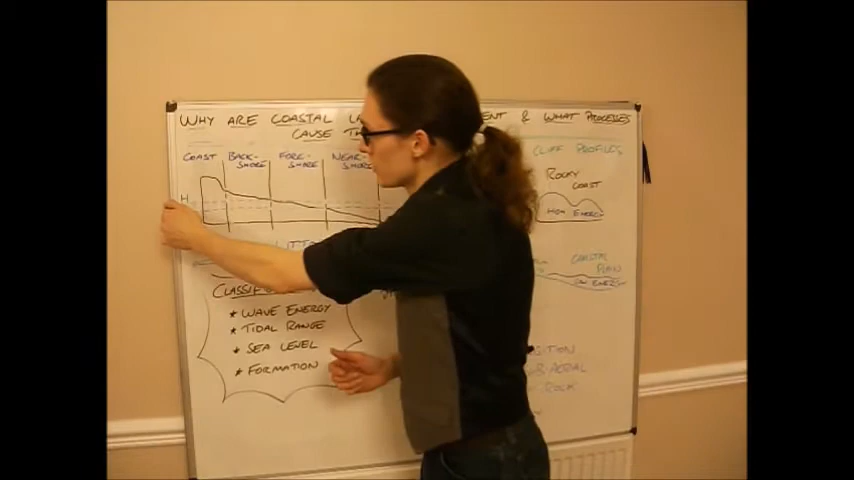 WHY ARE COASTAL & WHAT PROCESSES
CAUSE
COAST BACK-SHORE FORE-SHORE NEAR-SHORE
H
CLASSIF
* WAVE ENERGY
* TIDAL RANGE
* SEA LEVEL
* FORMATION
CLIFF PROFILES
ROCKY
COAST
HIGH ENERGY
COASTAL
PLAIN
LOW ENERGY
ROCK